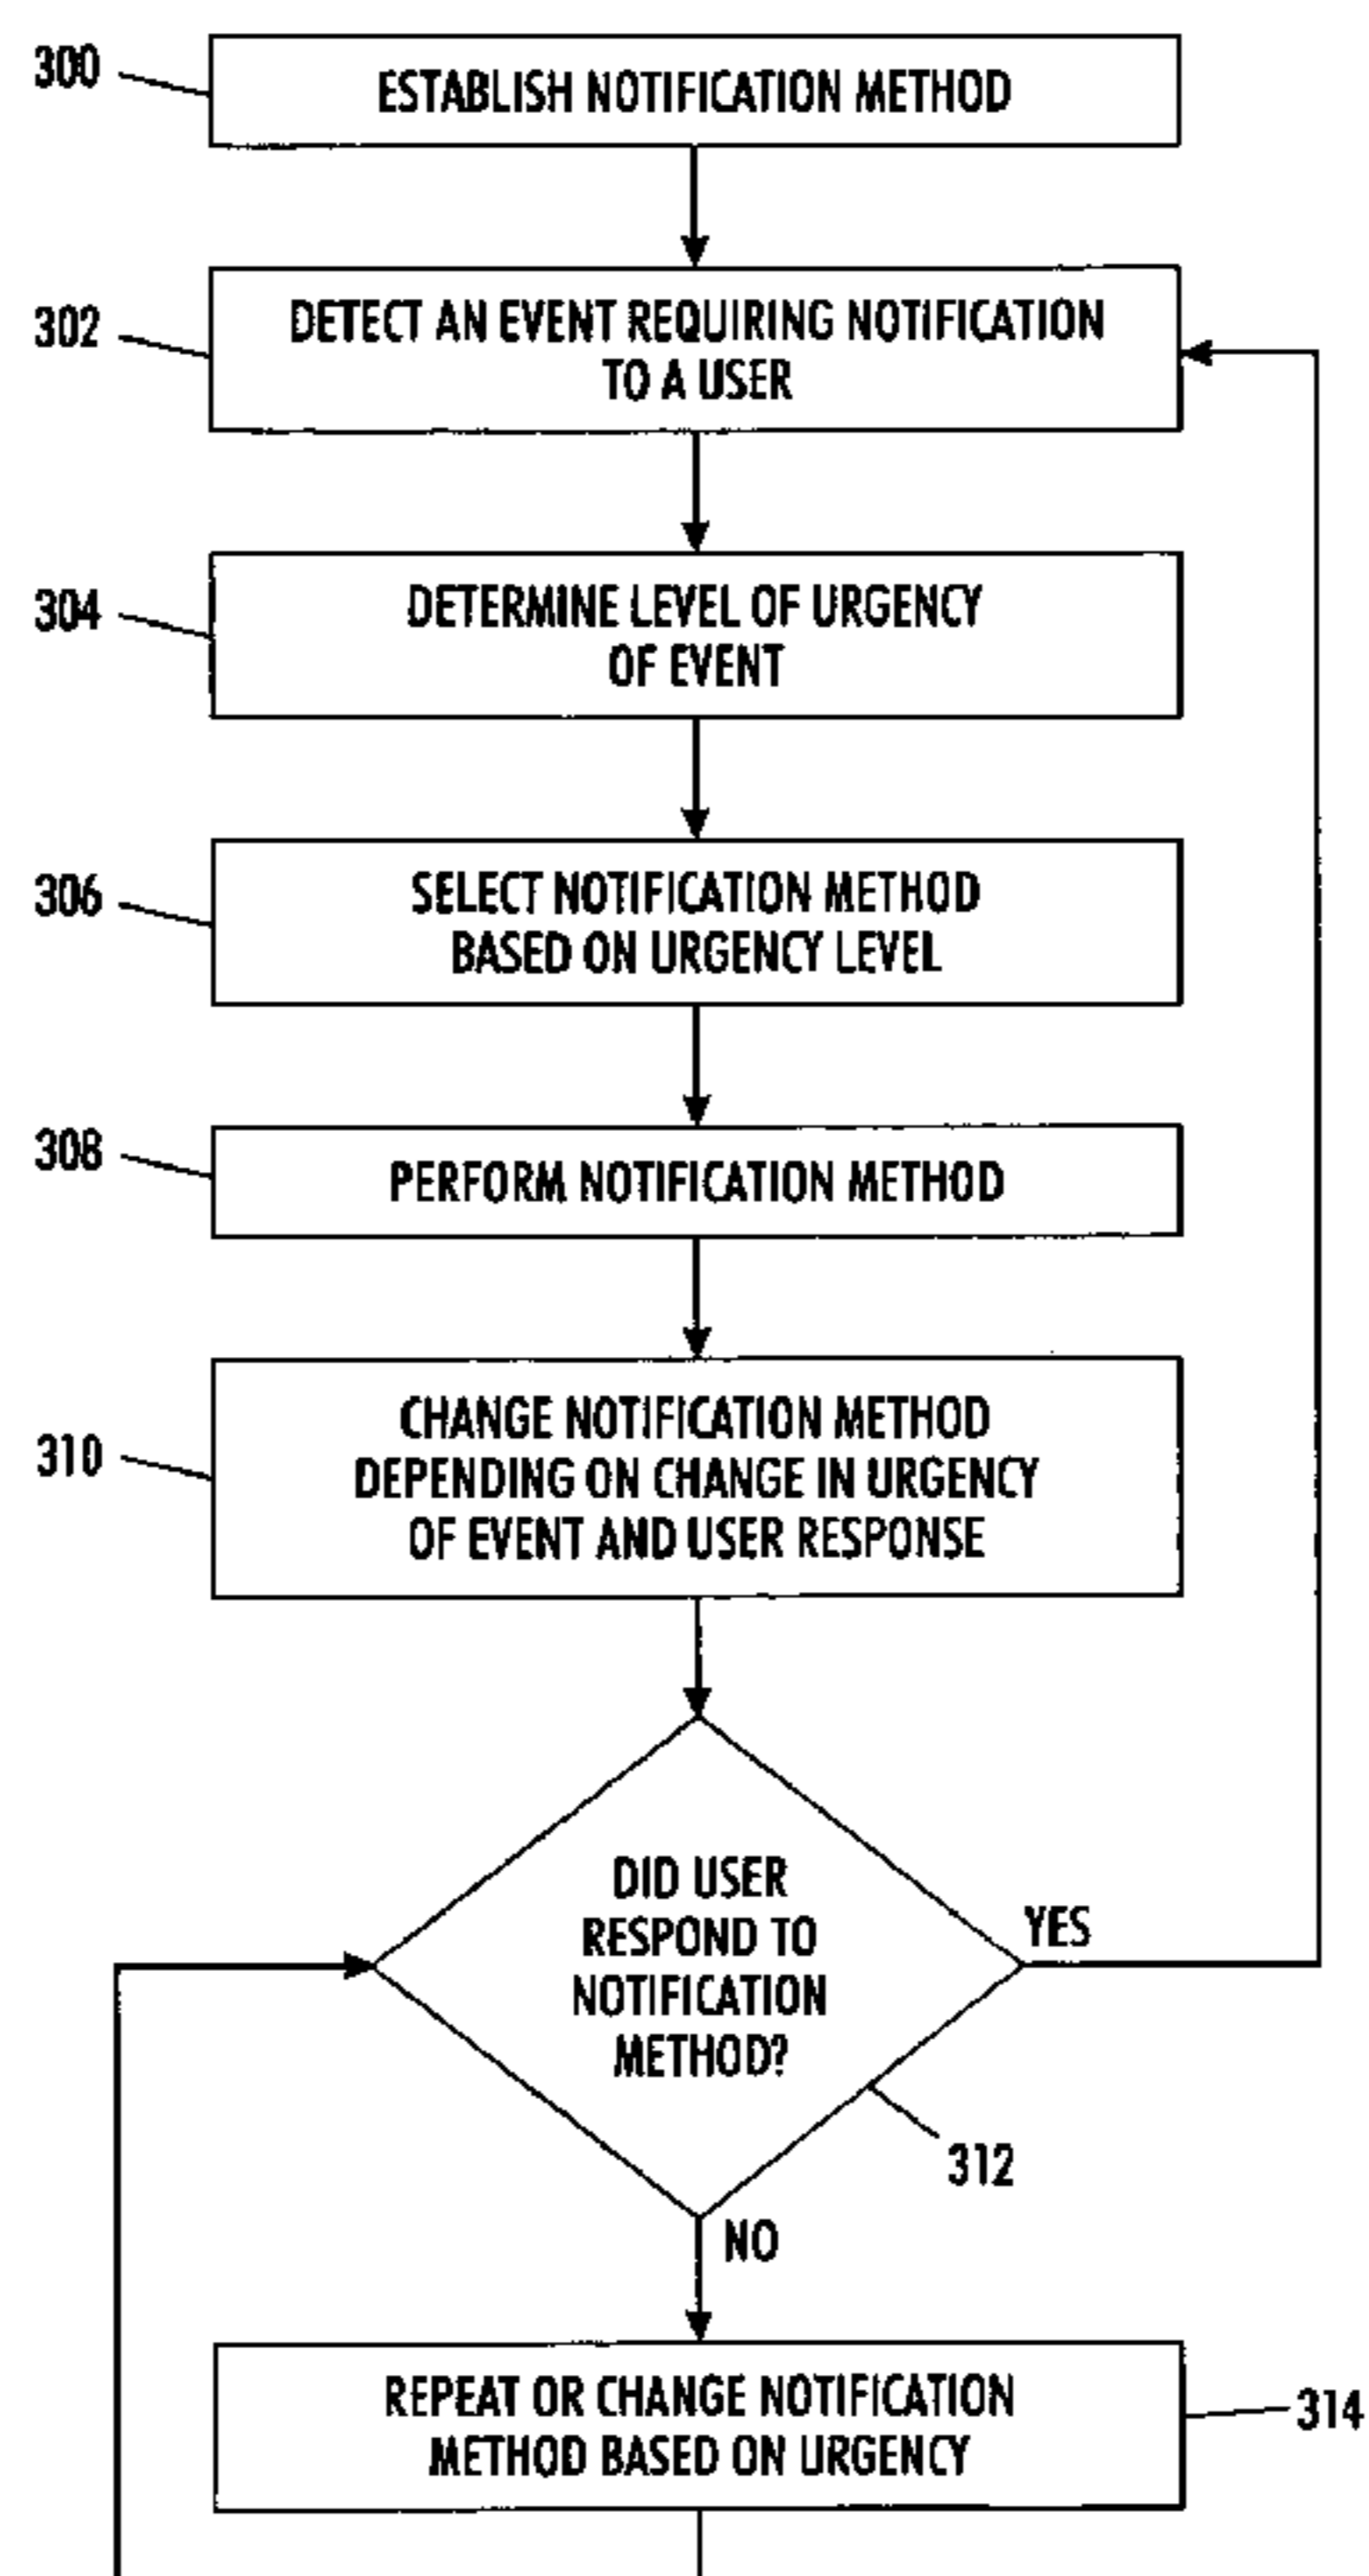 300
ESTABLISH NOTIFICATION METHOD
302
DETECT AN EVENT REQUIRING NOTIFICATION
TO A USER
304
DETERMINE LEVEL OF URGENCY
OF EVENT
306
SELECT NOTIFICATION METHOD
BASED ON URGENCY LEVEL
308
PERFORM NOTIFICATION METHOD
310
CHANGE NOTIFICATION METHOD
DEPENDING ON CHANGE IN URGENCY
OF EVENT AND USER RESPONSE
DID USER
RESPOND TO
NOTIFICATION
METHOD?
YES
312
NO
REPEAT OR CHANGE NOTIFICATION
METHOD BASED ON URGENCY
314